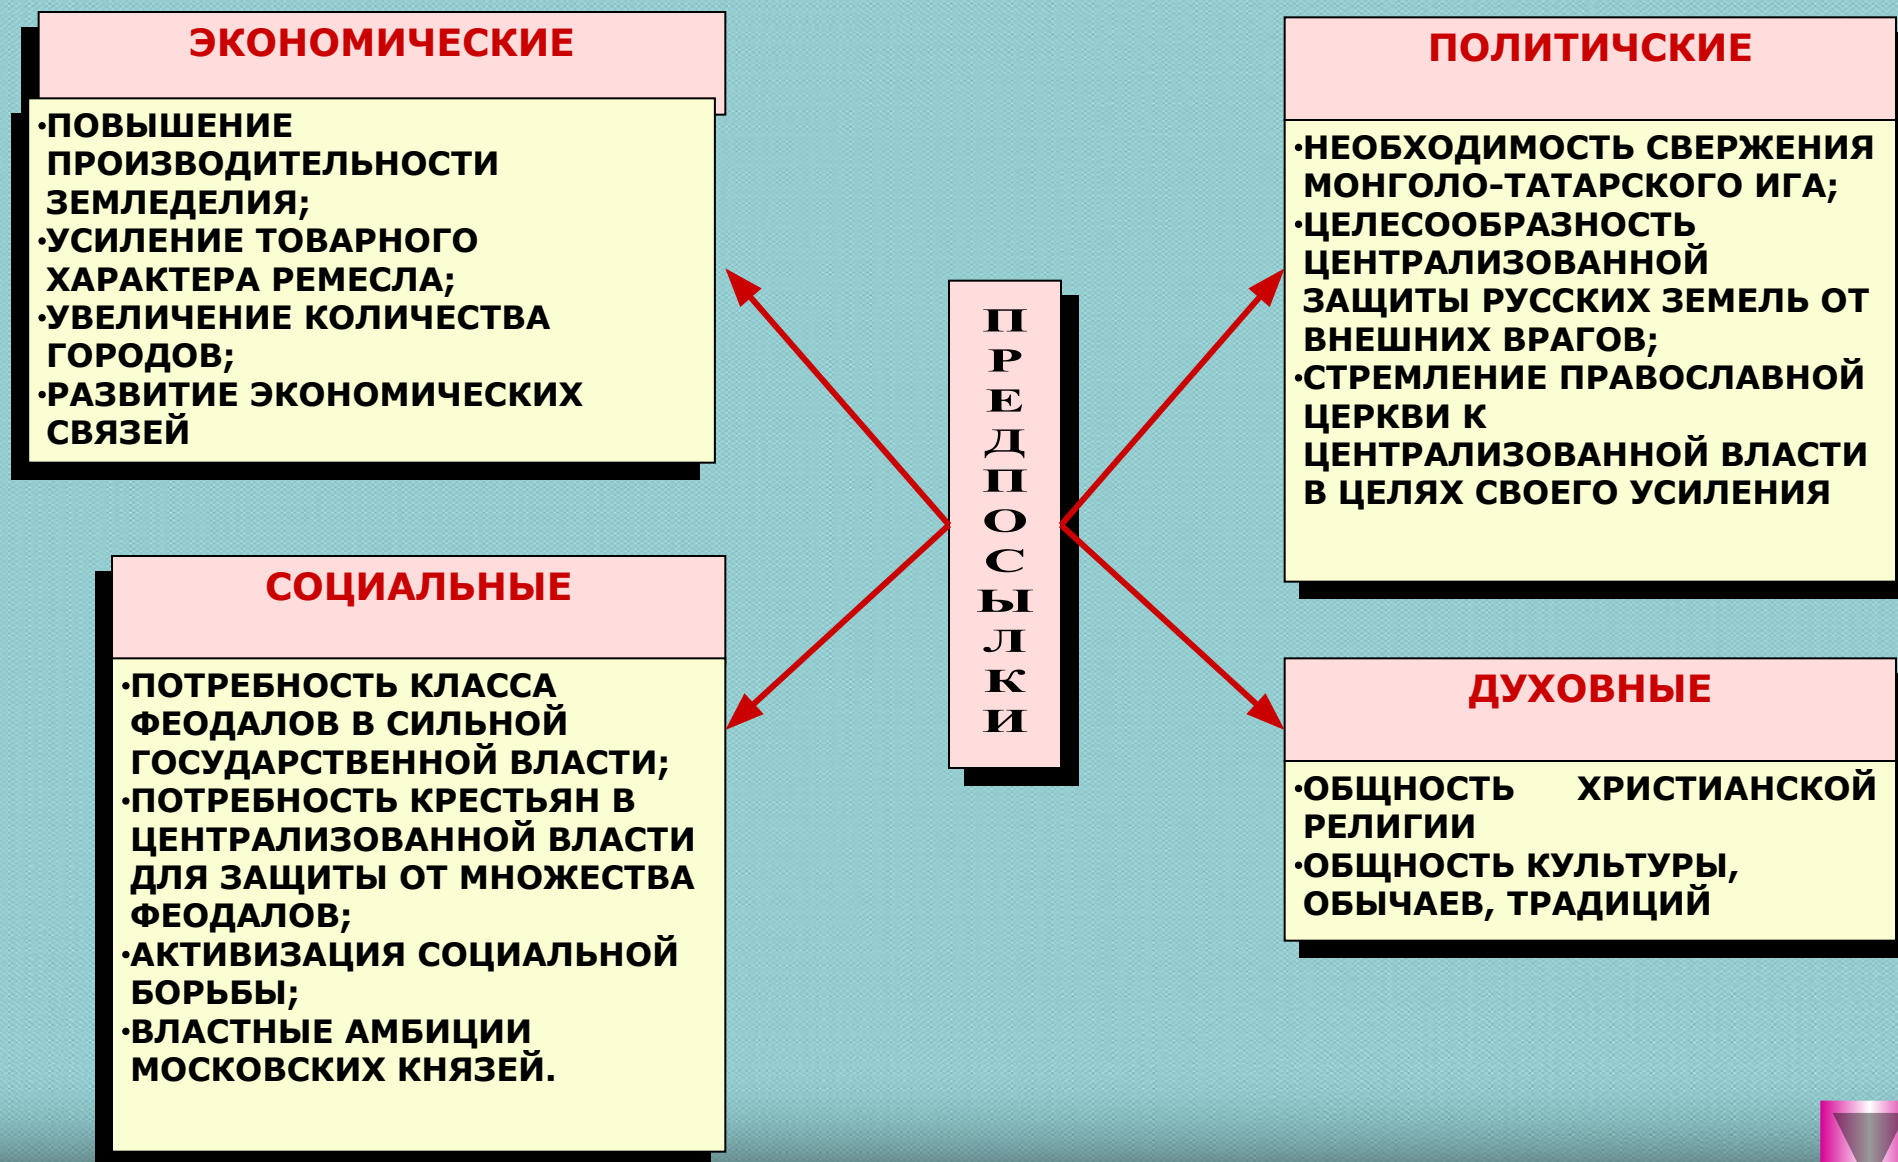 ЭКОНОМИЧЕСКИЕ
•ПОВЫШЕНИЕ
ПРОИЗВОДИТЕЛЬНОСТИ
ЗЕМЛЕДЕЛИЯ;
•УСИЛЕНИЕ ТОВАРНОГО
ХАРАКТЕРА РЕМЕСЛА;
•УВЕЛИЧЕНИЕ КОЛИЧЕСТВА
ГОРОДОВ;
•РАЗВИТИЕ ЭКОНОМИЧЕСКИХ
СВЯЗЕЙ
СОЦИАЛЬНЫЕ
•ПОТРЕБНОСТЬ КЛАССА
ФЕОДАЛОВ В СИЛЬНОЙ
ГОСУДАРСТВЕННОЙ ВЛАСТИ;
•ПОТРЕБНОСТЬ КРЕСТЬЯН В
ЦЕНТРАЛИЗОВАННОЙ ВЛАСТИ
ДЛЯ ЗАЩИТЫ ОТ МНОЖЕСТВА
ФЕОДАЛОВ;
•АКТИВИЗАЦИЯ СОЦИАЛЬНОЙ
БОРЬБЫ;
•ВЛАСТНЫЕ АМБИЦИИ
МОСКОВСКИХ КНЯЗЕЙ.
ПРЕДПОСЫЛКИ
ПОЛИТИЧСКИЕ
•НЕОБХОДИМОСТЬ СВЕРЖЕНИЯ
МОНГОЛО-ТАТАРСКОГО ИГА;
•ЦЕЛЕСООБРАЗНОСТЬ
ЦЕНТРАЛИЗОВАННОЙ
ЗАЩИТЫ РУССКИХ ЗЕМЕЛЬ ОТ
ВНЕШНИХ ВРАГОВ;
•СТРЕМЛЕНИЕ ПРАВОСЛАВНОЙ
ЦЕРКВИ К
ЦЕНТРАЛИЗОВАННОЙ ВЛАСТИ
В ЦЕЛЯХ СВОЕГО УСИЛЕНИЯ
ДУХОВНЫЕ
•ОБЩНОСТЬ ХРИСТИАНСКОЙ
РЕЛИГИИ
•ОБЩНОСТЬ КУЛЬТУРЫ,
ОБЫЧАЕВ, ТРАДИЦИЙ